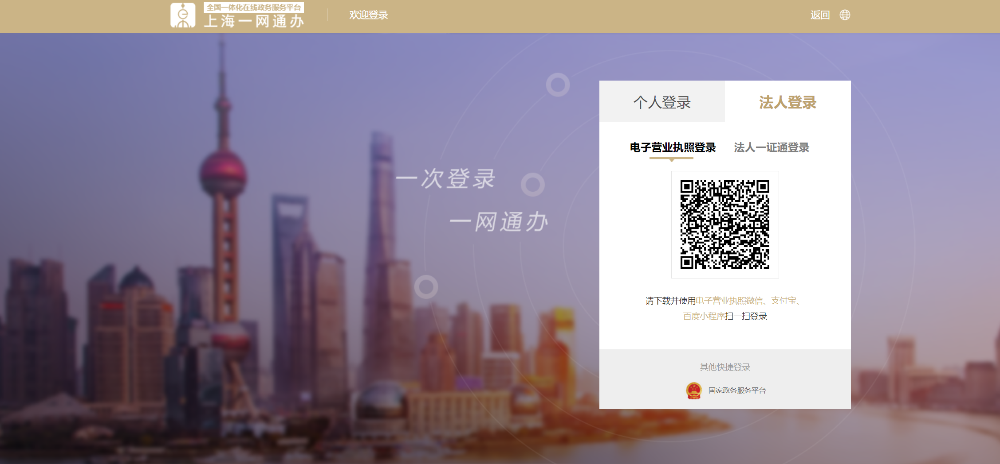 全国一体化在线政务服务平台
上海一网通办
欢迎登录
返回
一次登录
一网通办
个人登录
法人登录
电子营业执照登录
法人一证通登录
请下载并使用电子营业执照微信、支付宝、
百度小程序扫一扫登录
其他快捷登录
国家政务服务平台